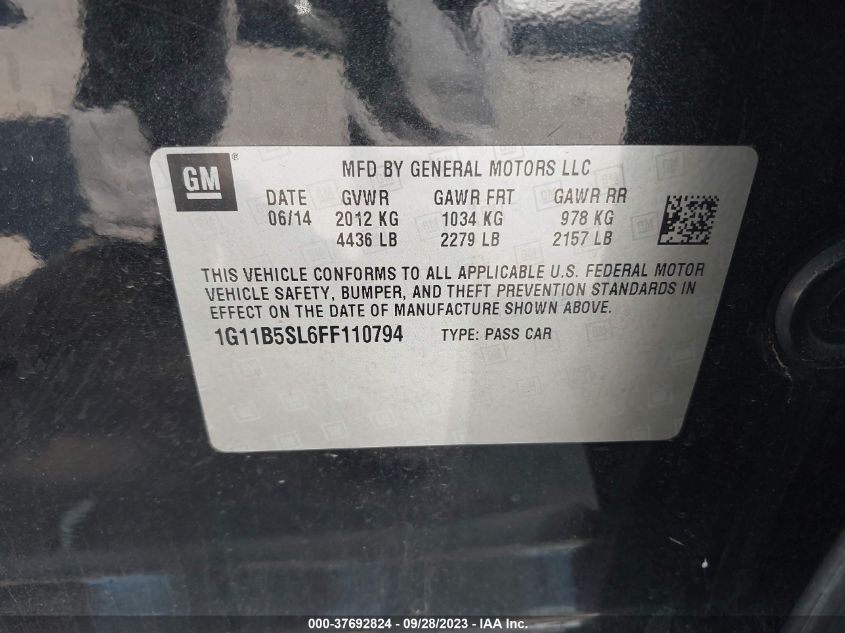 GM ® MFD BY GENERAL MOTORS LLC
DATE GVWR GAWR FRT GAWR RR
06/14 2012 KG 1034 KG 978 KG
4436 LB 2279 LB 2157 LB
THIS VEHICLE CONFORMS TO ALL APPLICABLE U.S. FEDERAL MOTOR
VEHICLE SAFETY, BUMPER, AND THEFT PREVENTION STANDARDS IN
EFFECT ON THE DATE OF MANUFACTURE SHOWN ABOVE.
1G11B5SL6FF110794 TYPE: PASS CAR
000-37692824 - 09/28/2023 - IAA Inc.